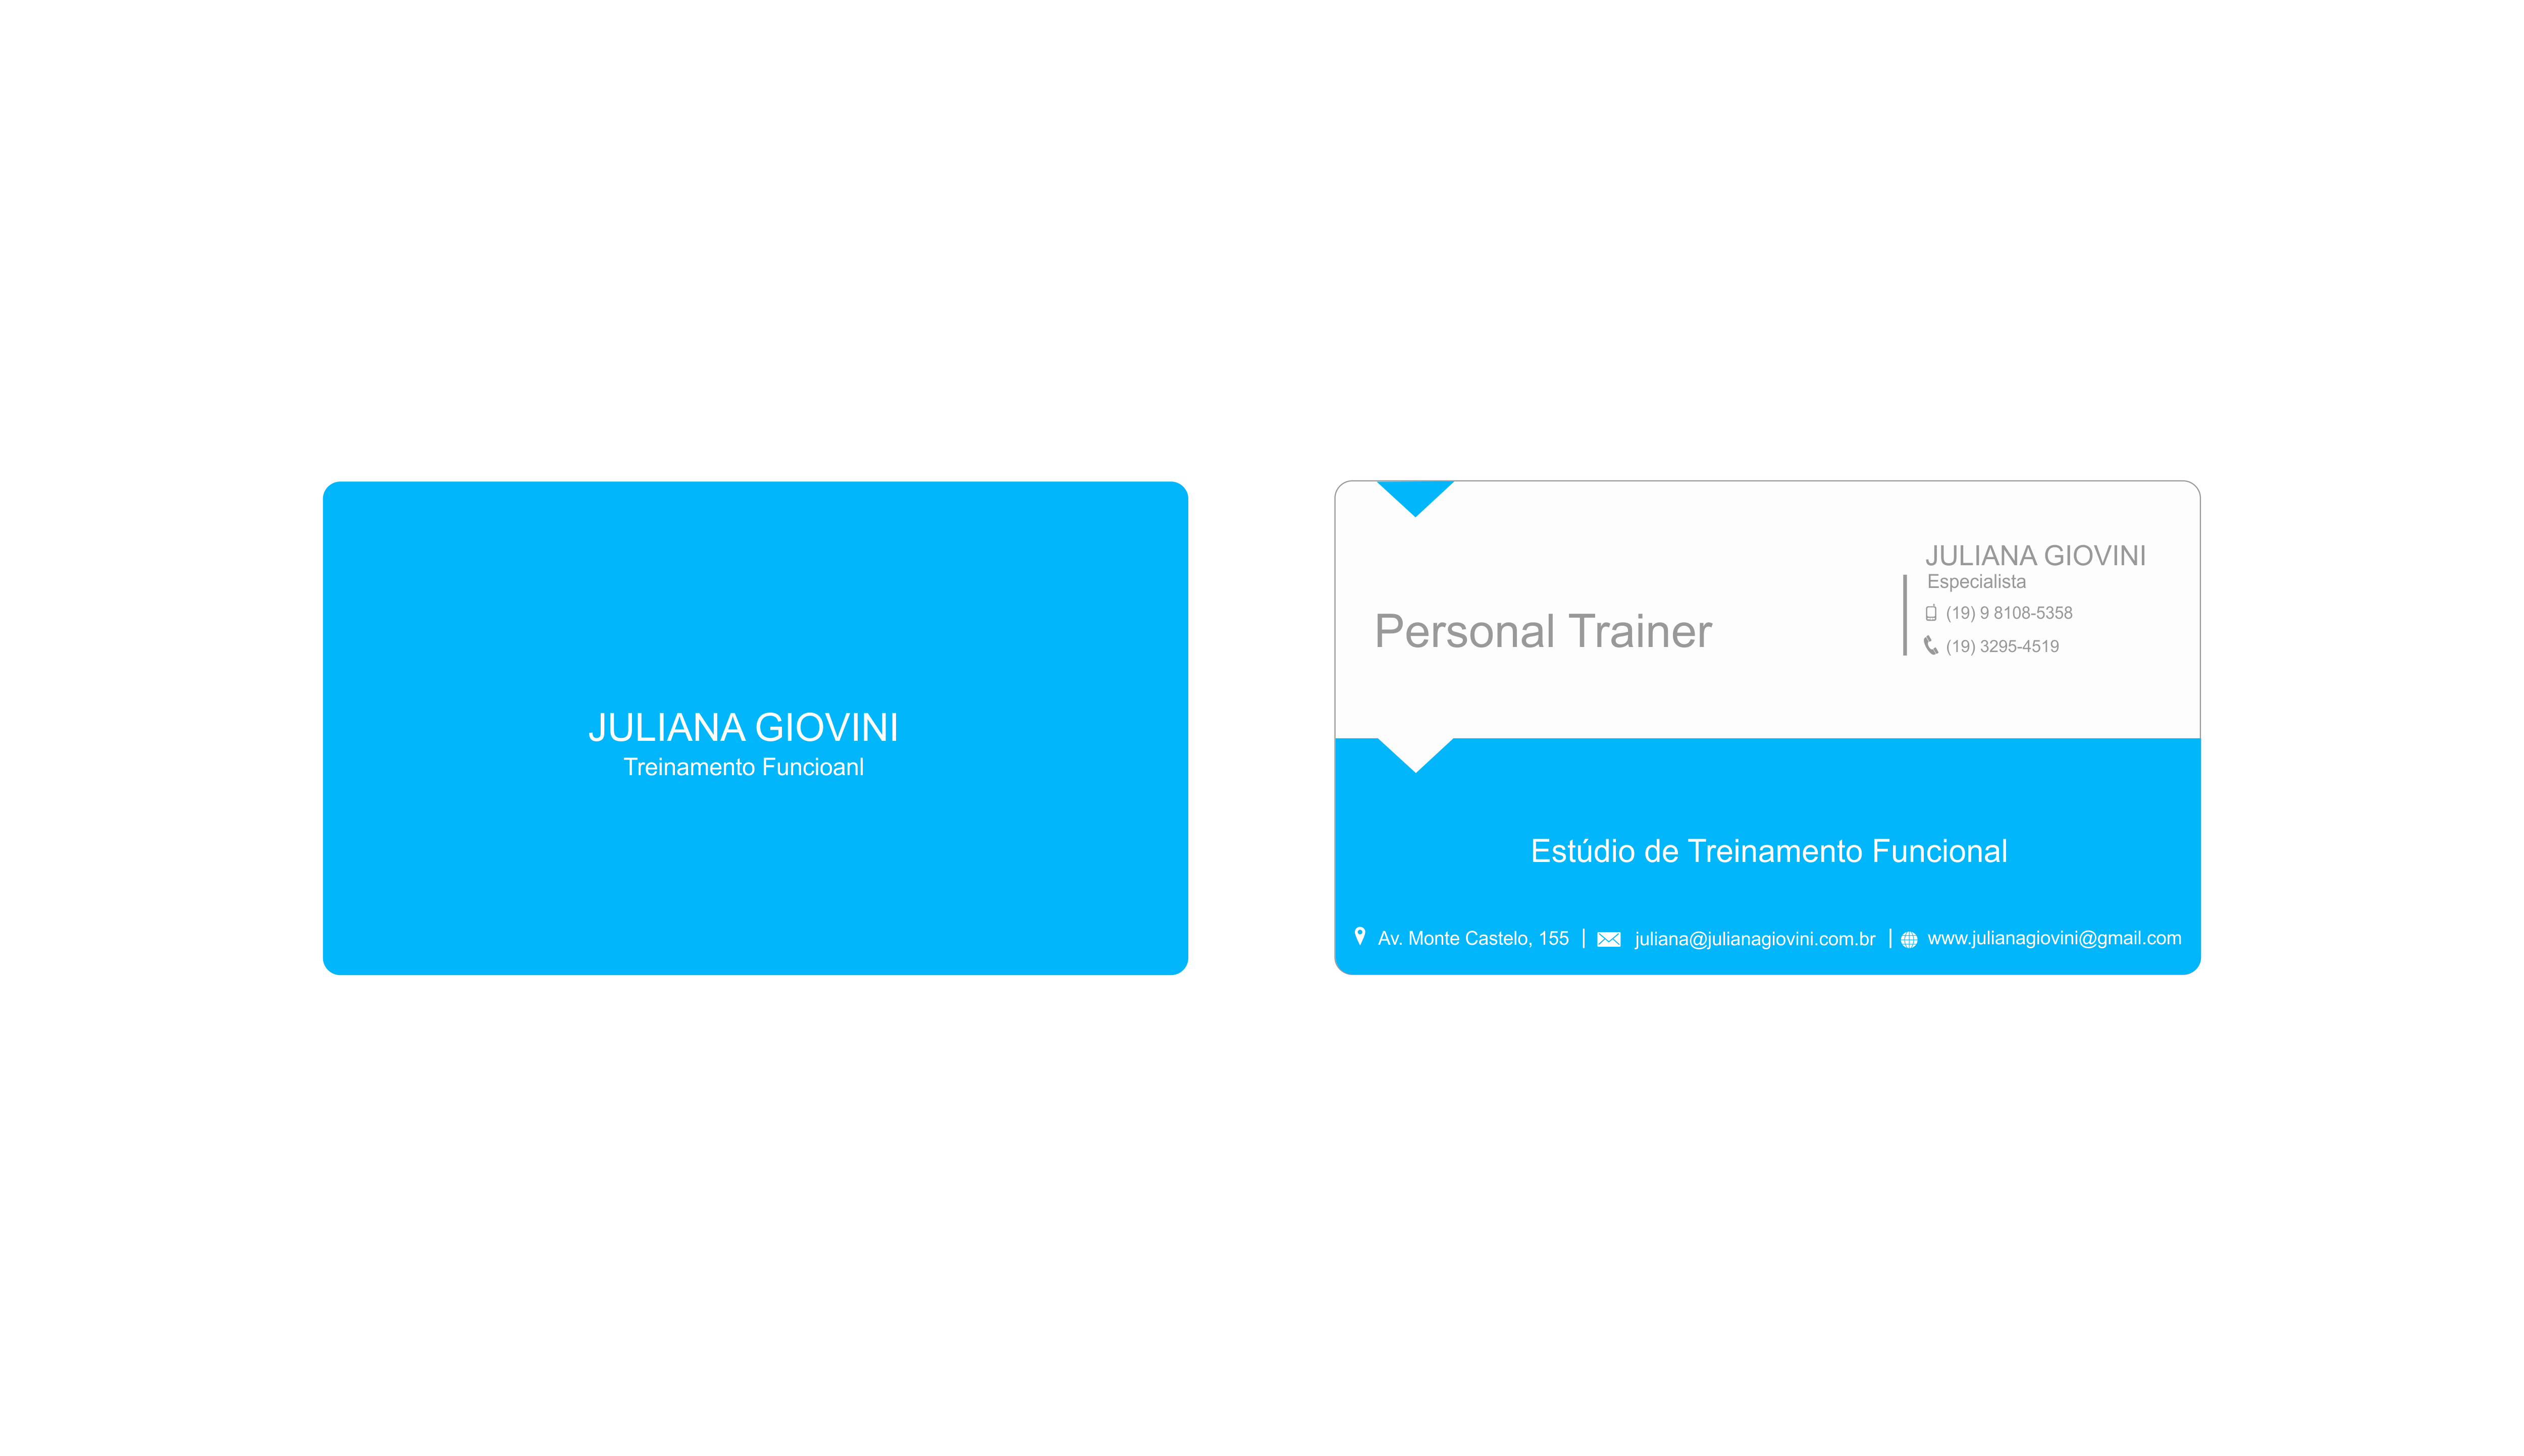 JULIANA GIOVINI
Treinamento Funcioanl
JULIANA GIOVINI
Especialista
(19) 9 8108-5358
(19) 3295-4519
Personal Trainer
Estúdio de Treinamento Funcional
Av. Monte Castelo, 155 | juliana@julianagiovini.com.br | www.julianagiovini@gmail.com